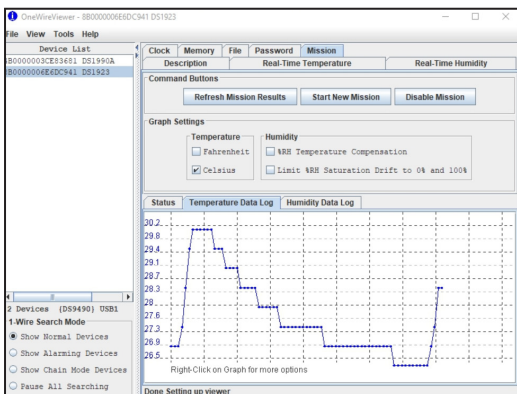 OneWireViewer - 8B0000006E6DC941 DS1923
File View Tools Help
Device List
8B0000003CE83681 DS1990A
8B0000006E6DC941 DS1923
2 Devices {DS9490} USB1
1-Wire Search Mode
Show Normal Devices
Show Alarming Devices
Show Chain Mode Devices
Pause All Searching
Clock Memory File Password Mission
Description Real-Time Temperature Real-Time Humidity
Command Buttons
Refresh Mission Results Start New Mission Disable Mission
Graph Settings
Temperature Humidity
Fahrenheit %RH Temperature Compensation
Celsius Limit %RH Saturation Drift to 0% and 100%
Status Temperature Data Log Humidity Data Log
30.2
29.8
29.4
29.1
28.7
28.3
28
27.6
27.3
26.9
26.5
Right-Click on Graph for more options
Done Setting up viewer